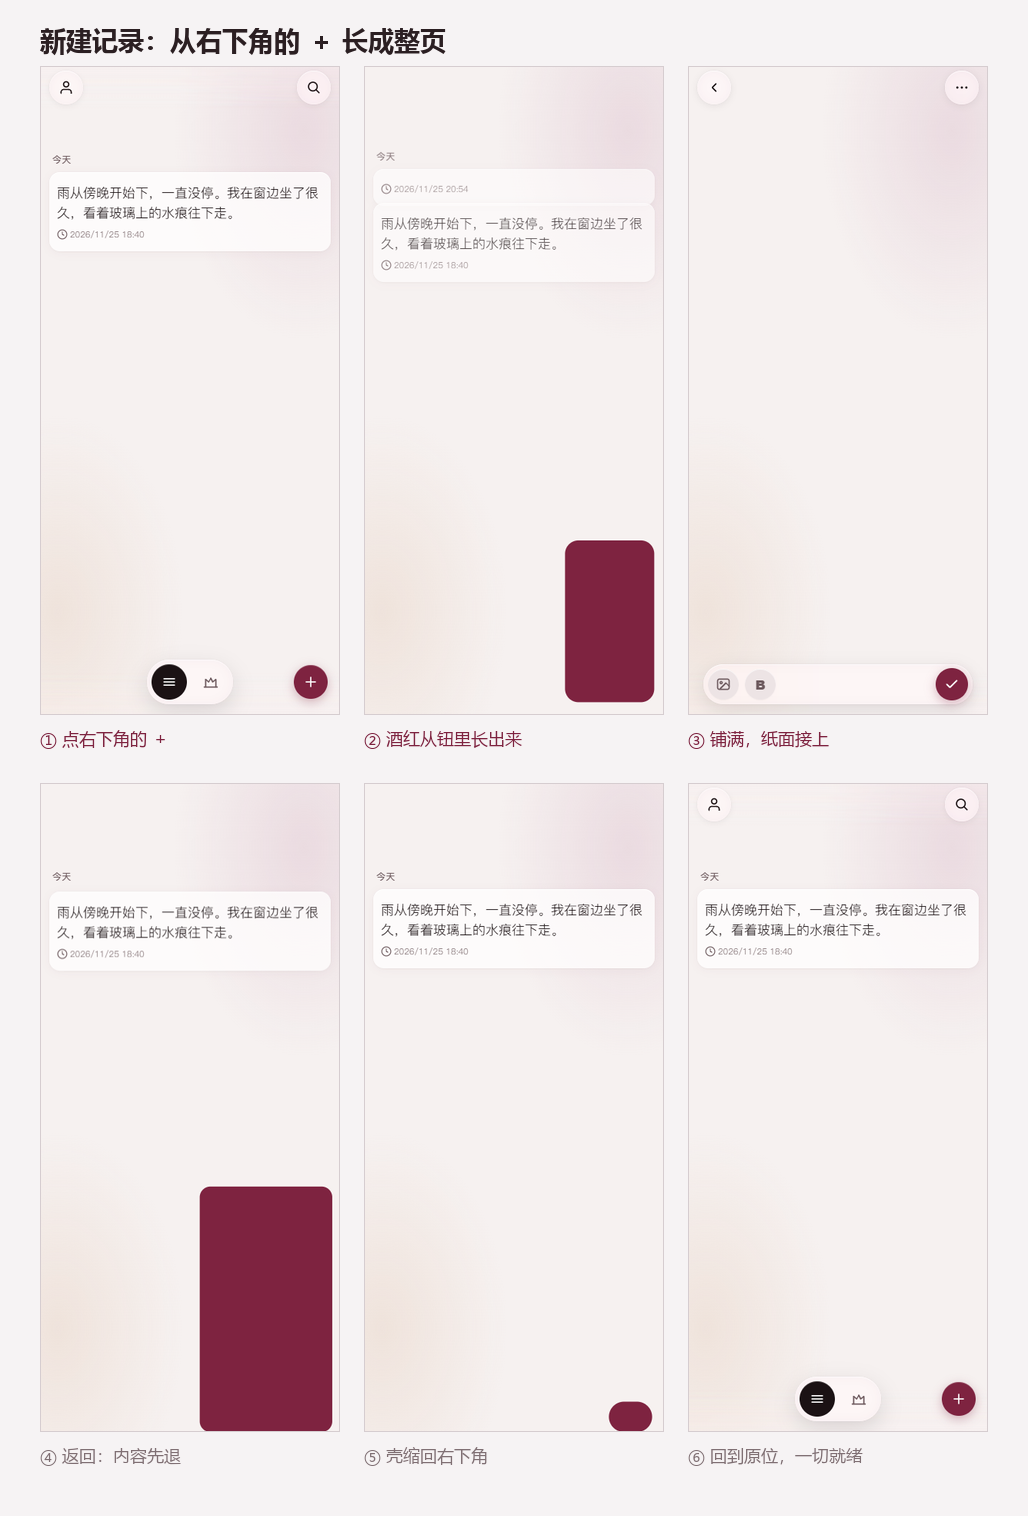 新建记录：从右下角的 + 长成整页
今天
雨从傍晚开始下，一直没停。我在窗边坐了很
久，看着玻璃上的水痕往下走。
2026/11/25 18:40
① 点右下角的 +
今天
2026/11/25 20:54
雨从傍晚开始下，一直没停。我在窗边坐了很
久，看着玻璃上的水痕往下走。
2026/11/25 18:40
② 酒红从钮里长出来
B
③ 铺满，纸面接上
今天
雨从傍晚开始下，一直没停。我在窗边坐了很
久，看着玻璃上的水痕往下走。
2026/11/25 18:40
④ 返回：内容先退
今天
雨从傍晚开始下，一直没停。我在窗边坐了很
久，看着玻璃上的水痕往下走。
2026/11/25 18:40
⑤ 壳缩回右下角
今天
雨从傍晚开始下，一直没停。我在窗边坐了很
久，看着玻璃上的水痕往下走。
2026/11/25 18:40
⑥ 回到原位，一切就绪